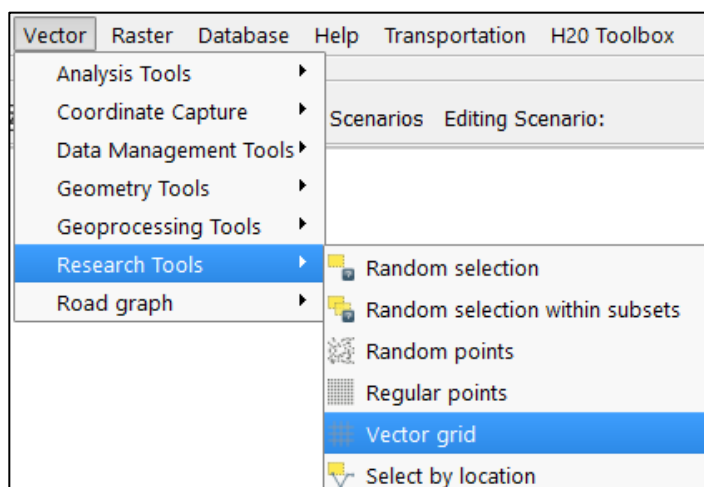 Vector Raster Database Help Transportation H20 Toolbox
Analysis Tools
Coordinate Capture
Scenarios Editing Scenario:
Data Management Tools
Geometry Tools
Geoprocessing Tools
Research Tools
Road graph
Random selection
Random selection within subsets
Random points
Regular points
Vector grid
Select by location